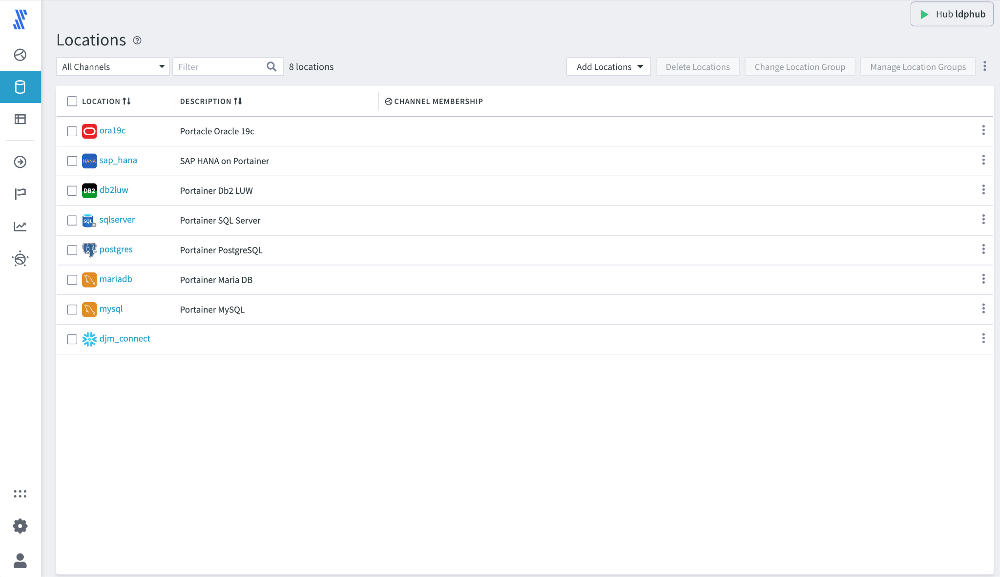 Hub ldphub
Locations
All Channels
Filter
8 locations
Add Locations
Delete Locations
Change Location Group
Manage Location Groups
LOCATION DESCRIPTION CHANNEL MEMBERSHIP
ora19c Portacle Oracle 19c
HANA sap_hana SAP HANA on Portainer
DB2 db2luw Portainer Db2 LUW
SQL sqlserver Portainer SQL Server
postgres Portainer PostgreSQL
mariadb Portainer Maria DB
mysql Portainer MySQL
djm_connect